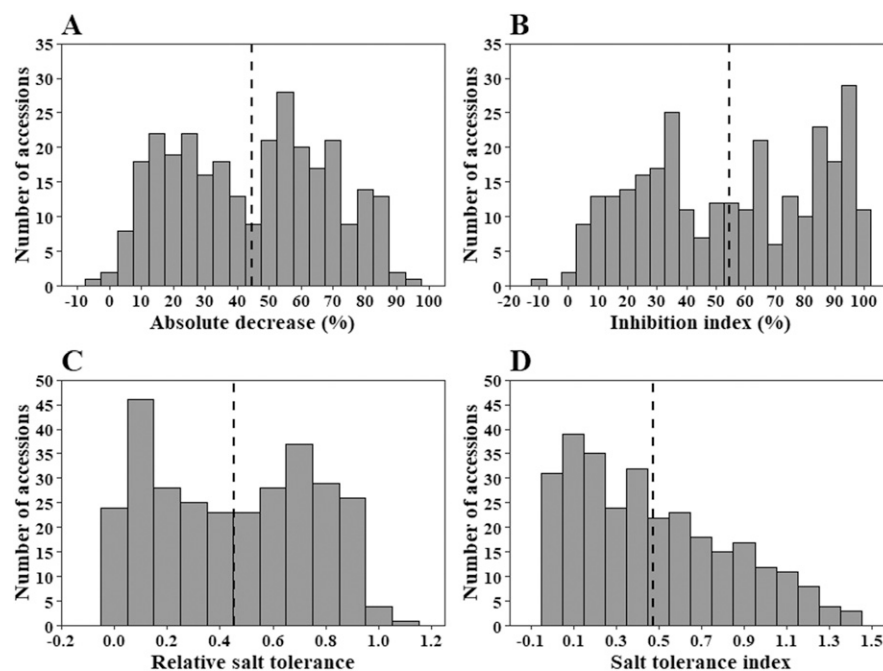 A
Number of accessions
35
30
25
20
15
10
5
0
-10 0 10 20 30 40 50 60 70 80 90 100
Absolute decrease (%)
B
Number of accessions
35
30
25
20
15
10
5
0
-20 -10 0 10 20 30 40 50 60 70 80 90 100
Inhibition index (%)
C
Number of accessions
50
45
40
35
30
25
20
15
10
5
0
-0.2 0.0 0.2 0.4 0.6 0.8 1.0 1.2
Relative salt tolerance
D
Number of accessions
50
45
40
35
30
25
20
15
10
5
0
-0.1 0.1 0.3 0.5 0.7 0.9 1.1 1.3 1.5
Salt tolerance index